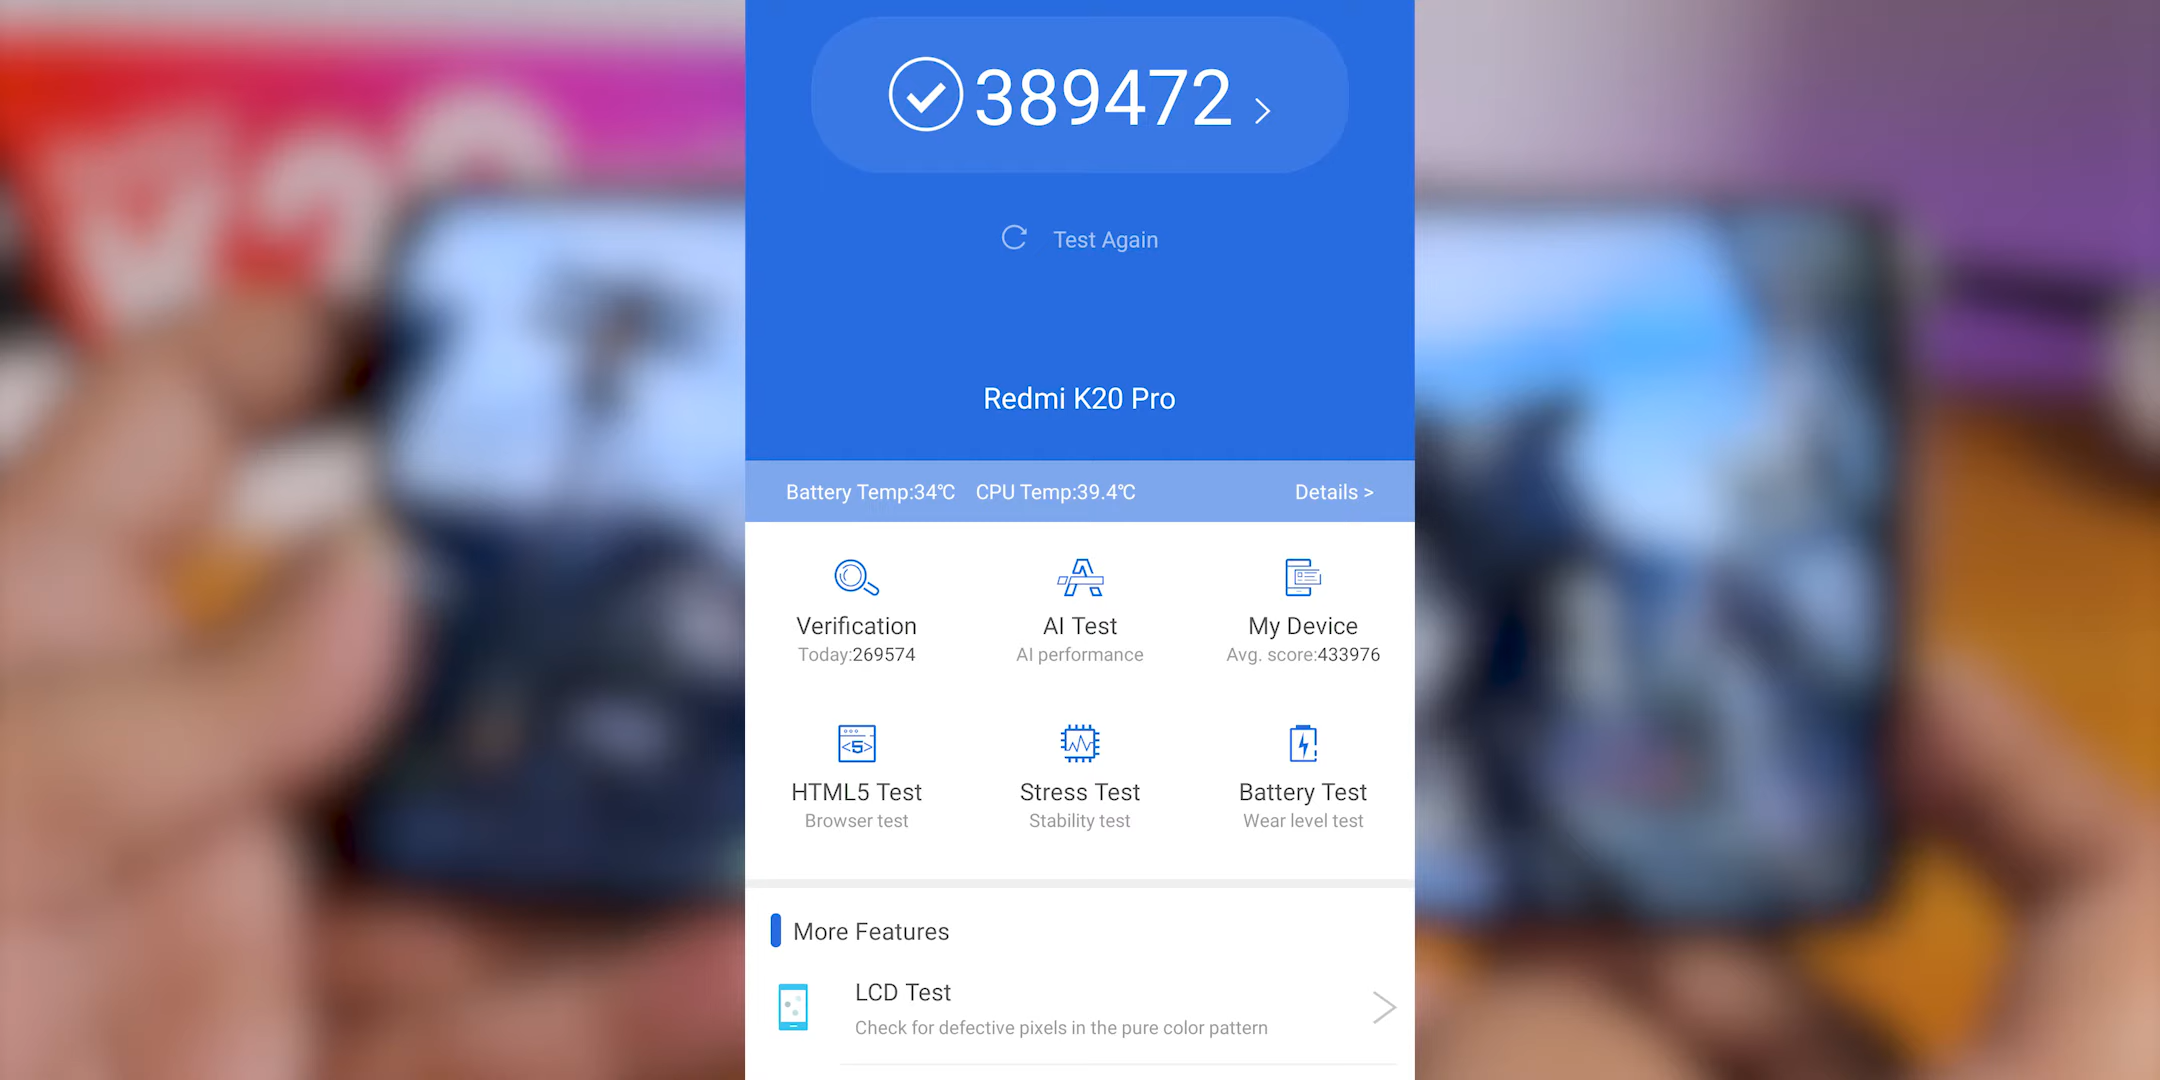 389472 >
Test Again
Redmi K20 Pro
Battery Temp:34℃ CPU Temp:39.4℃ Details >
Verification AI Test My Device
Today:269574 AI performance Avg. score:433976
<5>
HTML5 Test Stress Test Battery Test
Browser test Stability test Wear level test
More Features
LCD Test
Check for defective pixels in the pure color pattern